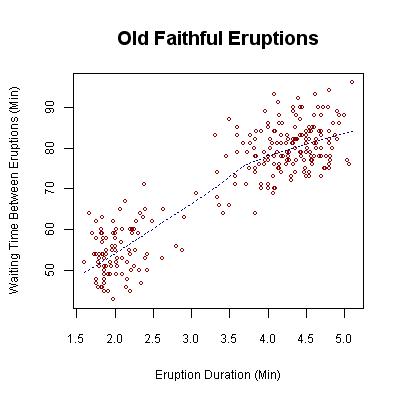 Old Faithful Eruptions
Waiting Time Between Eruptions (Min)
90
80
70
60
50
1.5 2.0 2.5 3.0 3.5 4.0 4.5 5.0
Eruption Duration (Min)